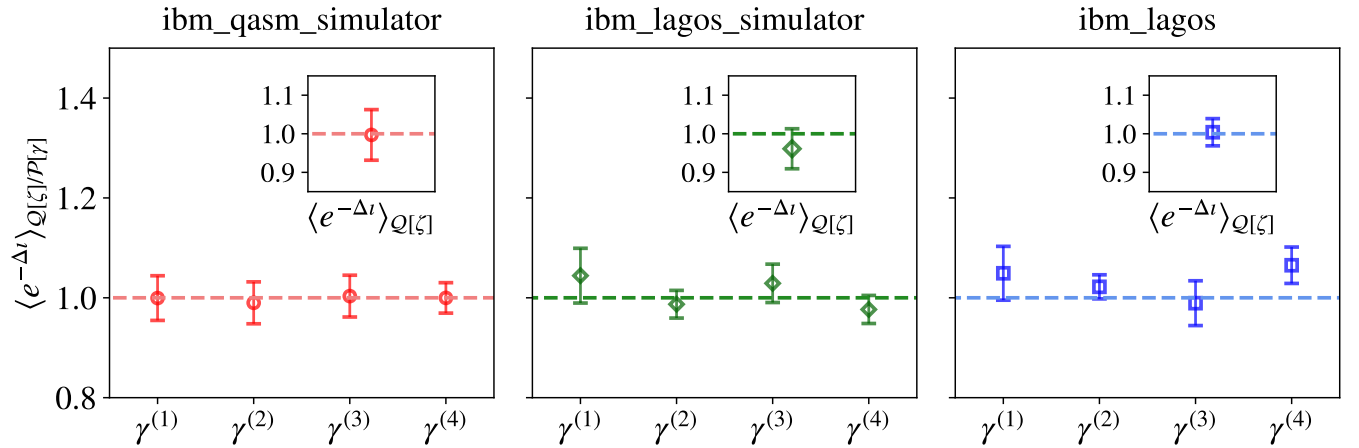 ibm_qasm_simulator ibm_lagos_simulator ibm_lagos
⟨e^{−Δι}⟩_{𝒬[ζ]/𝒫[γ]}
1.4
1.2
1.0
0.8
1.1
1.0
0.9
⟨e^{−Δι}⟩_{𝒬[ζ]}
γ^{(1)} γ^{(2)} γ^{(3)} γ^{(4)}
1.1
1.0
0.9
⟨e^{−Δι}⟩_{𝒬[ζ]}
γ^{(1)} γ^{(2)} γ^{(3)} γ^{(4)}
1.1
1.0
0.9
⟨e^{−Δι}⟩_{𝒬[ζ]}
γ^{(1)} γ^{(2)} γ^{(3)} γ^{(4)}